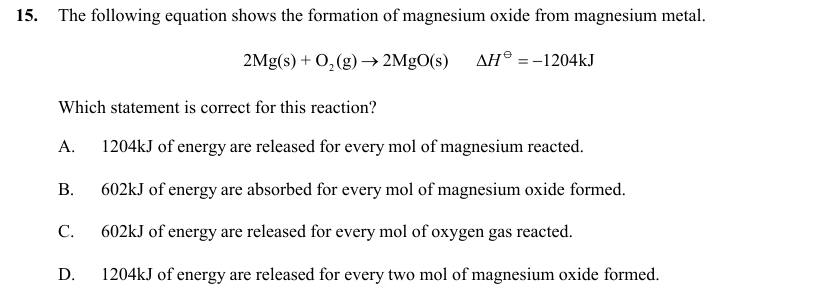 15. The following equation shows the formation of magnesium oxide from magnesium metal.
2Mg(s) + O₂(g) → 2MgO(s) ΔH⊖ = −1204kJ
Which statement is correct for this reaction?
A. 1204kJ of energy are released for every mol of magnesium reacted.
B. 602kJ of energy are absorbed for every mol of magnesium oxide formed.
C. 602kJ of energy are released for every mol of oxygen gas reacted.
D. 1204kJ of energy are released for every two mol of magnesium oxide formed.